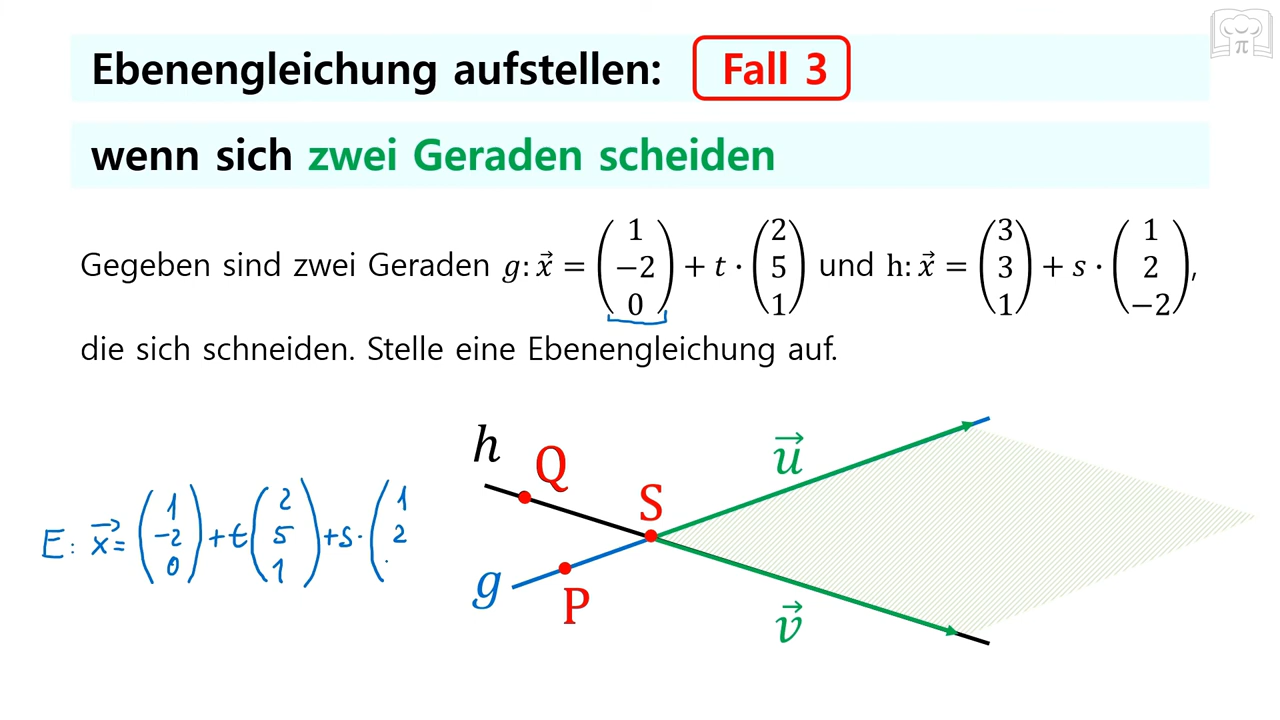 Ebenengleichung aufstellen: Fall 3
wenn sich zwei Geraden scheiden
Gegeben sind zwei Geraden g: x⃗ = (1 −2 0) + t · (2 5 1) und h: x⃗ = (3 3 1) + s · (1 2 −2),
die sich schneiden. Stelle eine Ebenengleichung auf.
h
Q
u⃗
S
E: x⃗ = (1 -2 0) + t (2 5 1) + s · (1 2
g
P
v⃗
π